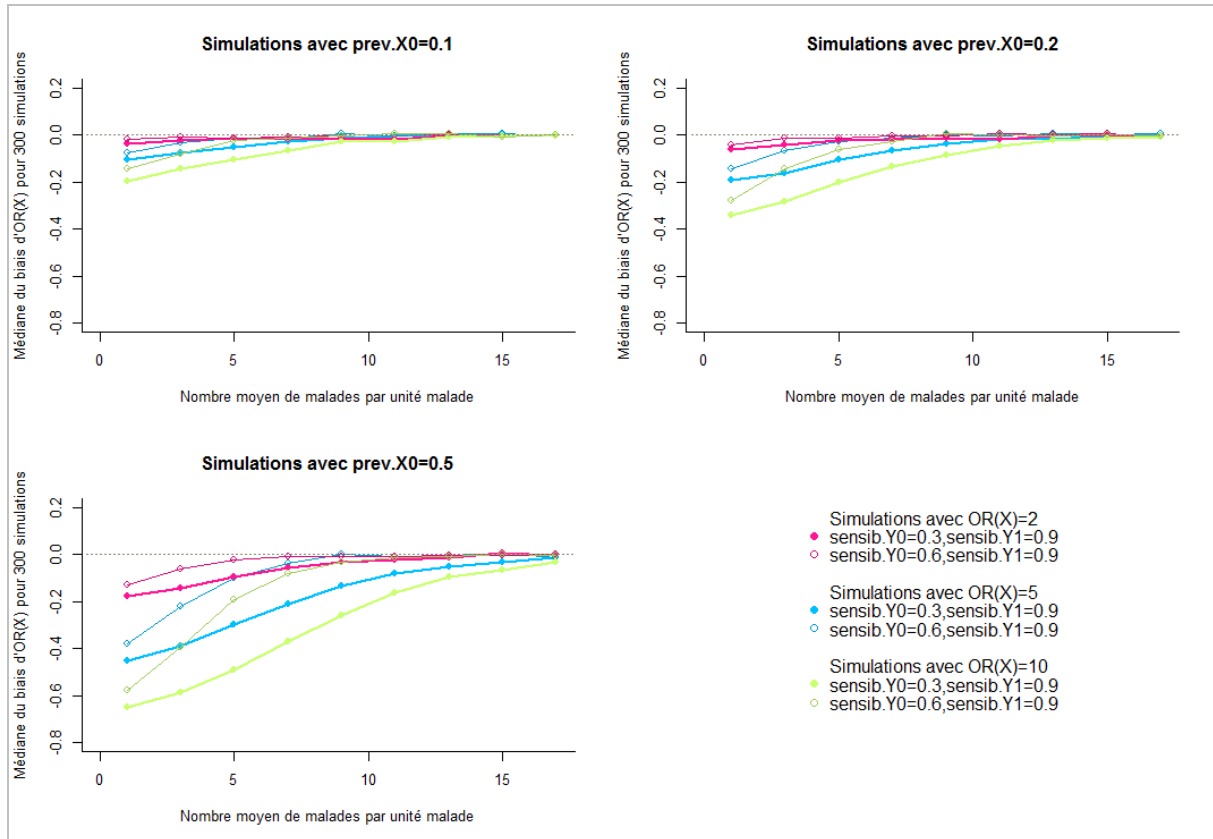 Simulations avec prev.X0=0.1
Médiane du biais d'OR(X) pour 300 simulations
0.2
0.0
-0.2
-0.4
-0.6
-0.8
0 5 10 15
Nombre moyen de malades par unité malade
Simulations avec prev.X0=0.2
Médiane du biais d'OR(X) pour 300 simulations
0.2
0.0
-0.2
-0.4
-0.6
-0.8
0 5 10 15
Nombre moyen de malades par unité malade
Simulations avec prev.X0=0.5
Médiane du biais d'OR(X) pour 300 simulations
0.2
0.0
-0.2
-0.4
-0.6
-0.8
0 5 10 15
Nombre moyen de malades par unité malade
Simulations avec OR(X)=2
sensib.Y0=0.3,sensib.Y1=0.9
sensib.Y0=0.6,sensib.Y1=0.9
Simulations avec OR(X)=5
sensib.Y0=0.3,sensib.Y1=0.9
sensib.Y0=0.6,sensib.Y1=0.9
Simulations avec OR(X)=10
sensib.Y0=0.3,sensib.Y1=0.9
sensib.Y0=0.6,sensib.Y1=0.9